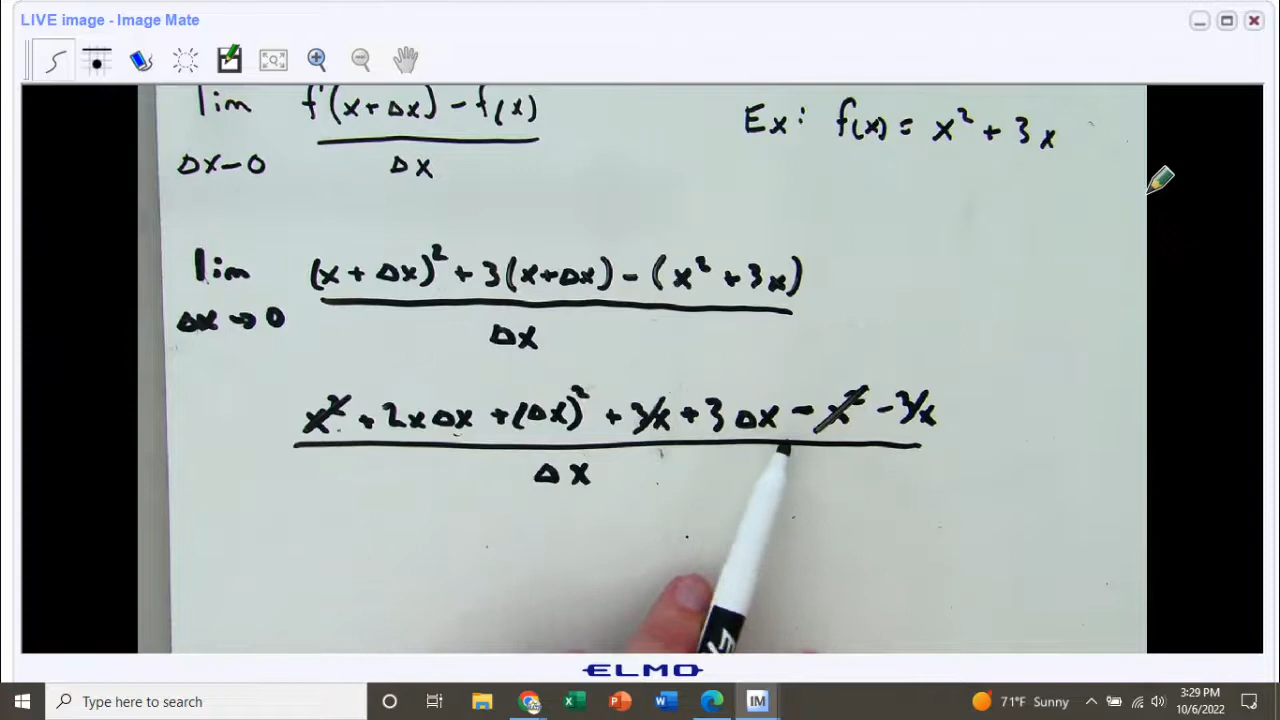 LIVE image - Image Mate
lim f(x+Δx) - f(x)
Δx-0 Δx
Ex: f(x) = x² + 3x
lim (x + Δx)² + 3(x+Δx) - (x² + 3x)
Δx → 0 Δx
x² + 2xΔx + (Δx)² + 3x + 3Δx - x² - 3x
Δx
ELMO
Type here to search
71°F Sunny
3:29 PM
10/6/2022